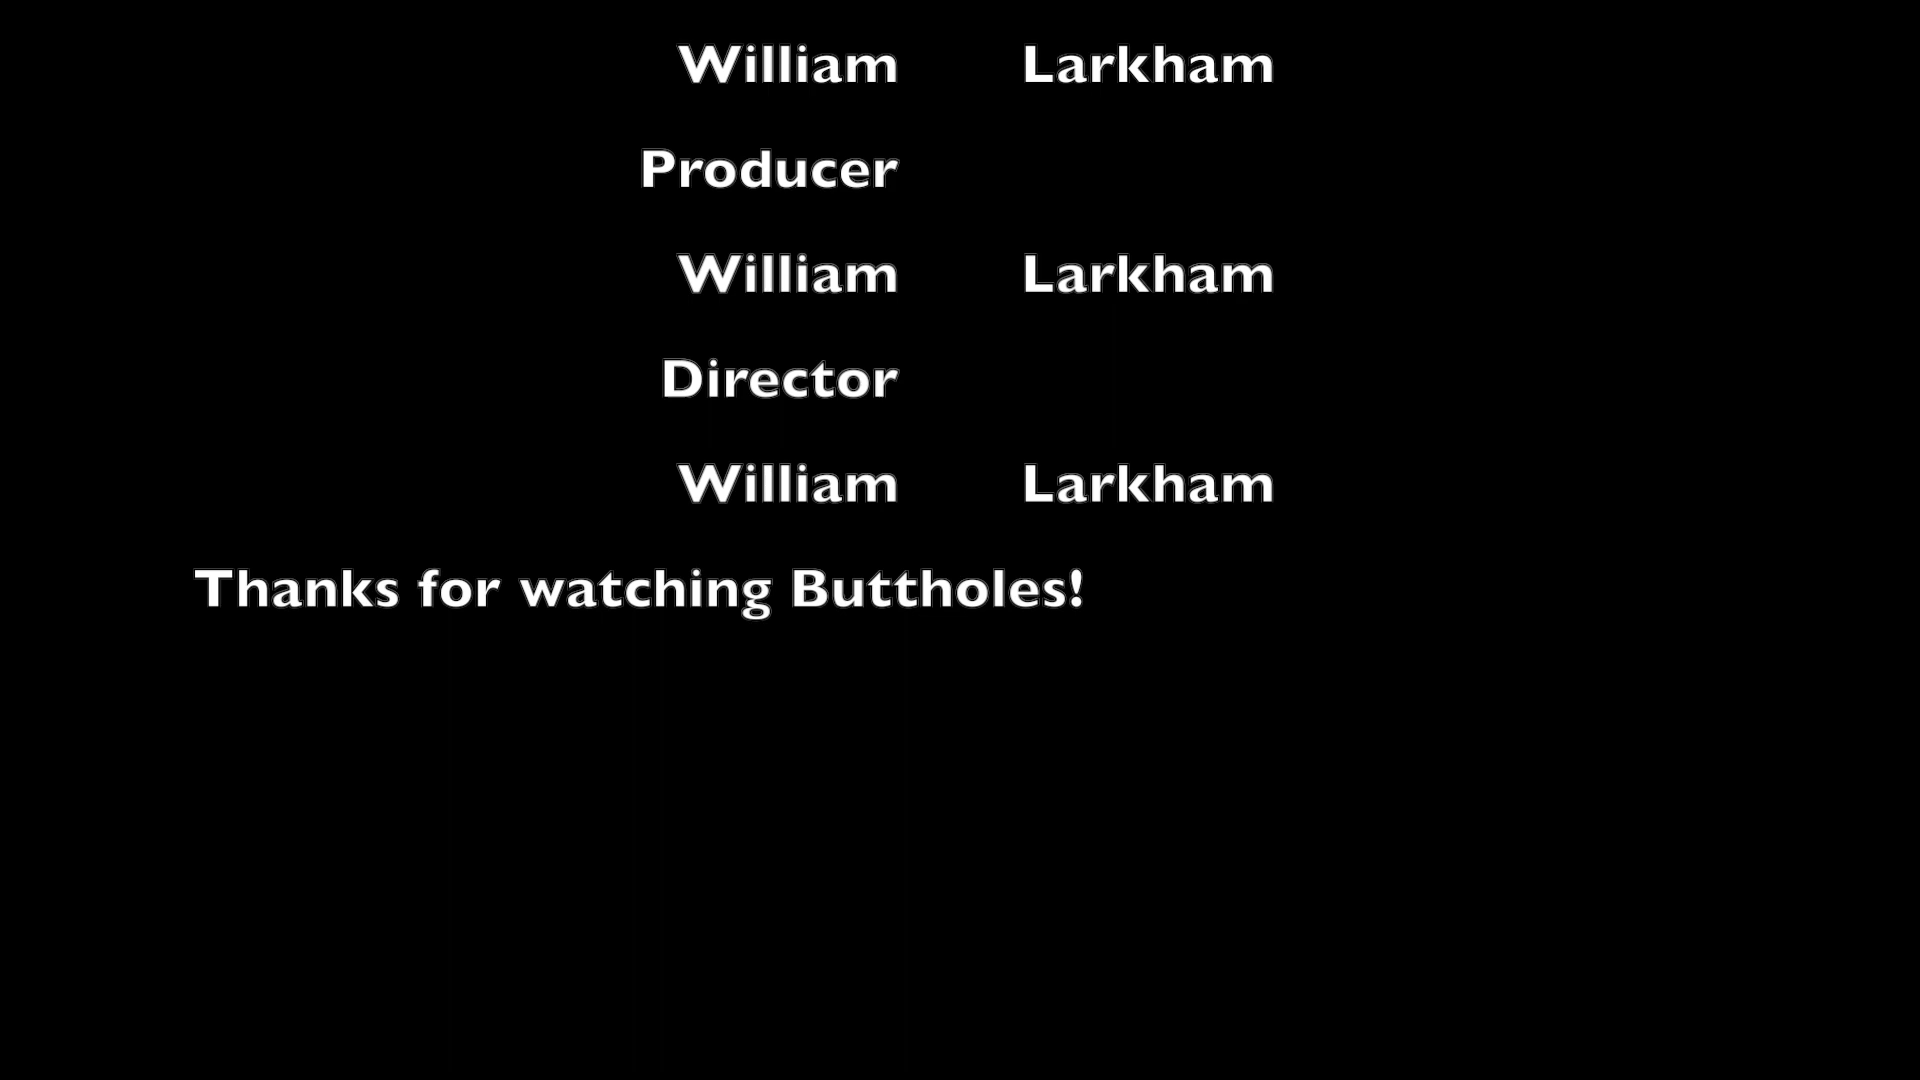 William Larkham
Producer
William Larkham
Director
William Larkham
Thanks for watching Buttholes!